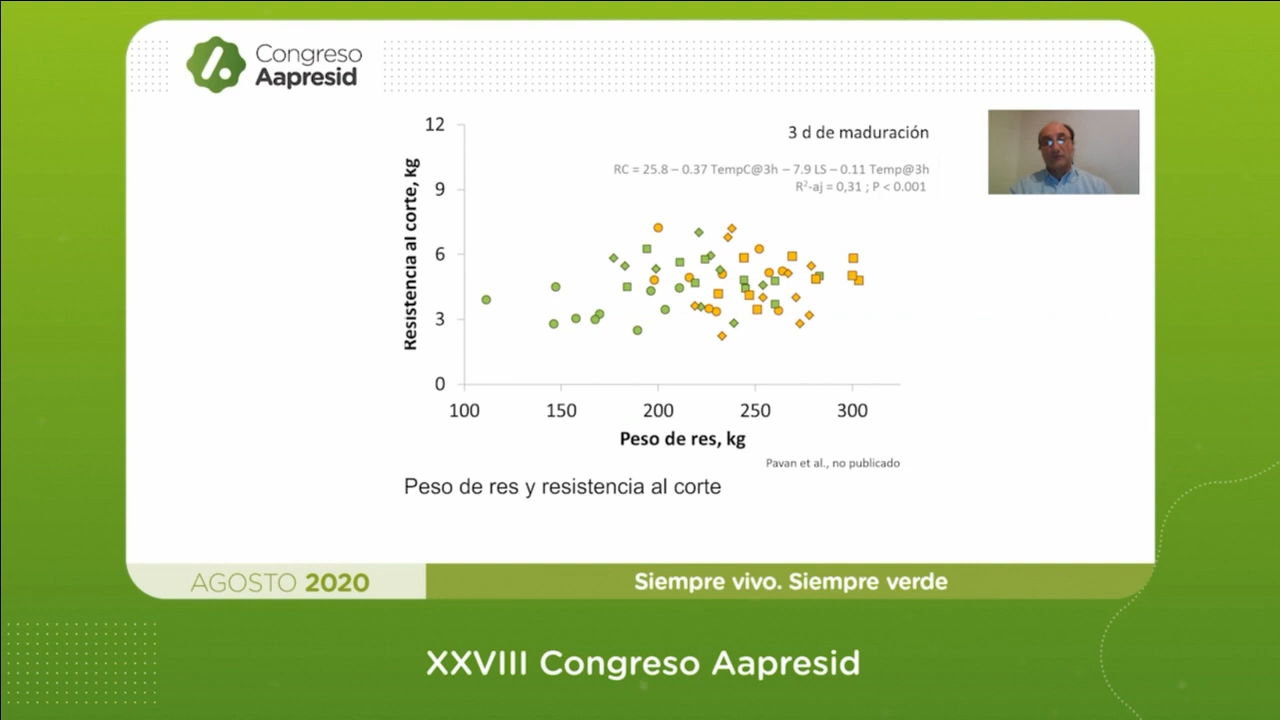 Congreso
Aapresid
12
9
6
3
0
Resistencia al corte, kg
3 d de maduración
RC = 25.8 – 0.37 TempC@3h – 7.9 LS – 0.11 Temp@3h
R²-aj = 0,31 ; P < 0.001
100 150 200 250 300
Peso de res, kg
Pavan et al., no publicado
Peso de res y resistencia al corte
AGOSTO 2020
Siempre vivo. Siempre verde
XXVIII Congreso Aapresid